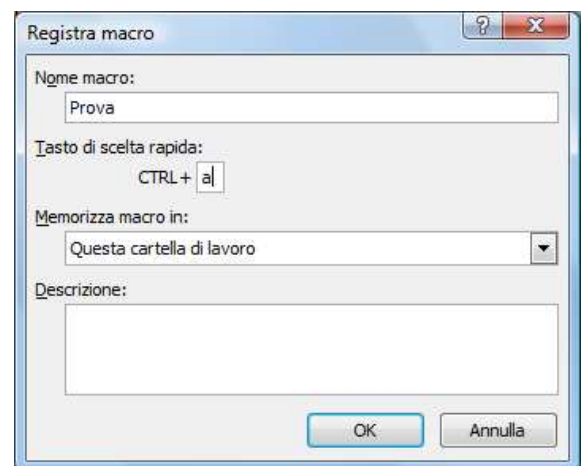 Registra macro
Nome macro:
Prova
Tasto di scelta rapida:
CTRL+ a
Memorizza macro in:
Questa cartella di lavoro
Descrizione:
OK Annulla